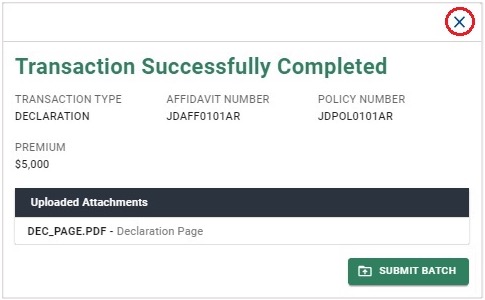 Transaction Successfully Completed
TRANSACTION TYPE AFFIDAVIT NUMBER POLICY NUMBER
DECLARATION JDAFF0101AR JDPOL0101AR
PREMIUM
$5,000
Uploaded Attachments
DEC_PAGE.PDF - Declaration Page
SUBMIT BATCH